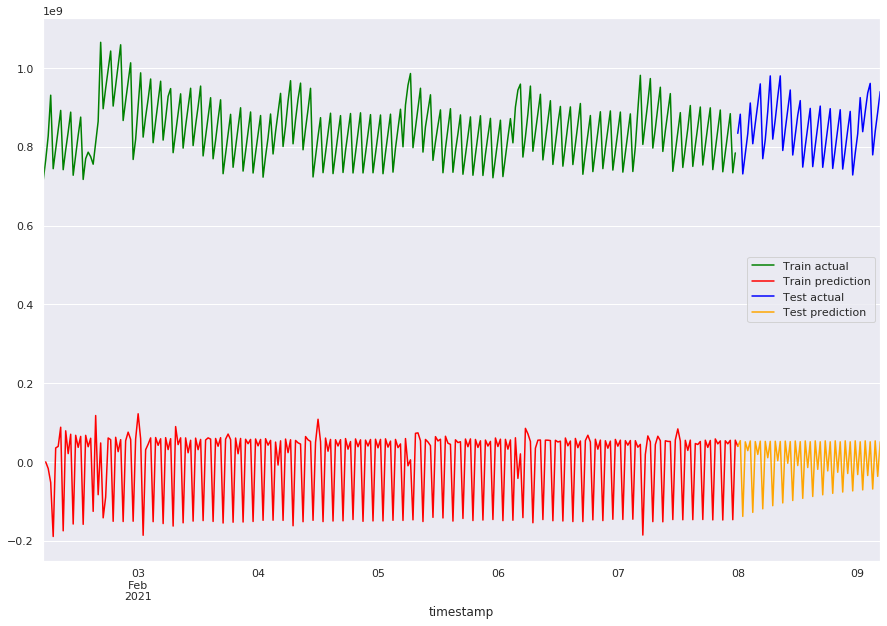 1e9
1.0
0.8
0.6
0.4
0.2
0.0
−0.2
Train actual
Train prediction
Test actual
Test prediction
03 04 05 06 07 08 09
Feb
2021
timestamp